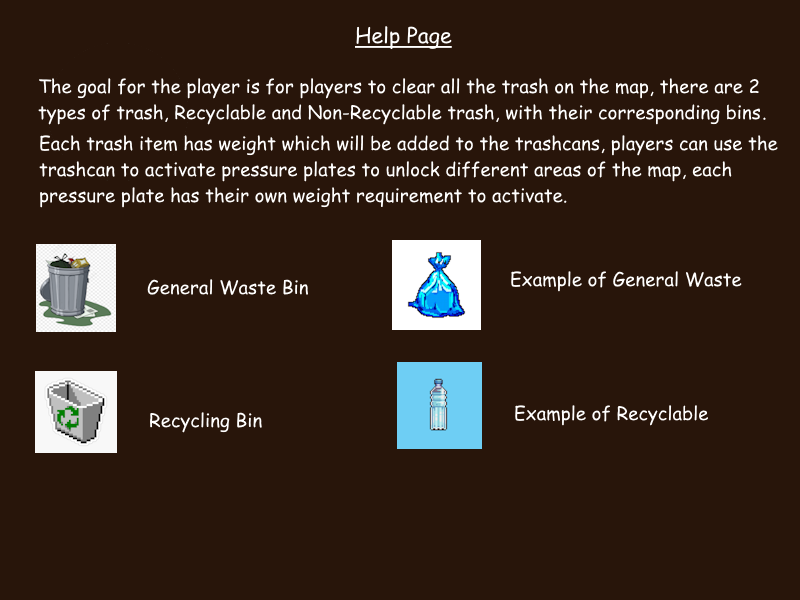 Help Page
The goal for the player is for players to clear all the trash on the map, there are 2
types of trash, Recyclable and Non-Recyclable trash, with their corresponding bins.
Each trash item has weight which will be added to the trashcans, players can use the
trashcan to activate pressure plates to unlock different areas of the map, each
pressure plate has their own weight requirement to activate.
General Waste Bin
Example of General Waste
Recycling Bin
Example of Recyclable